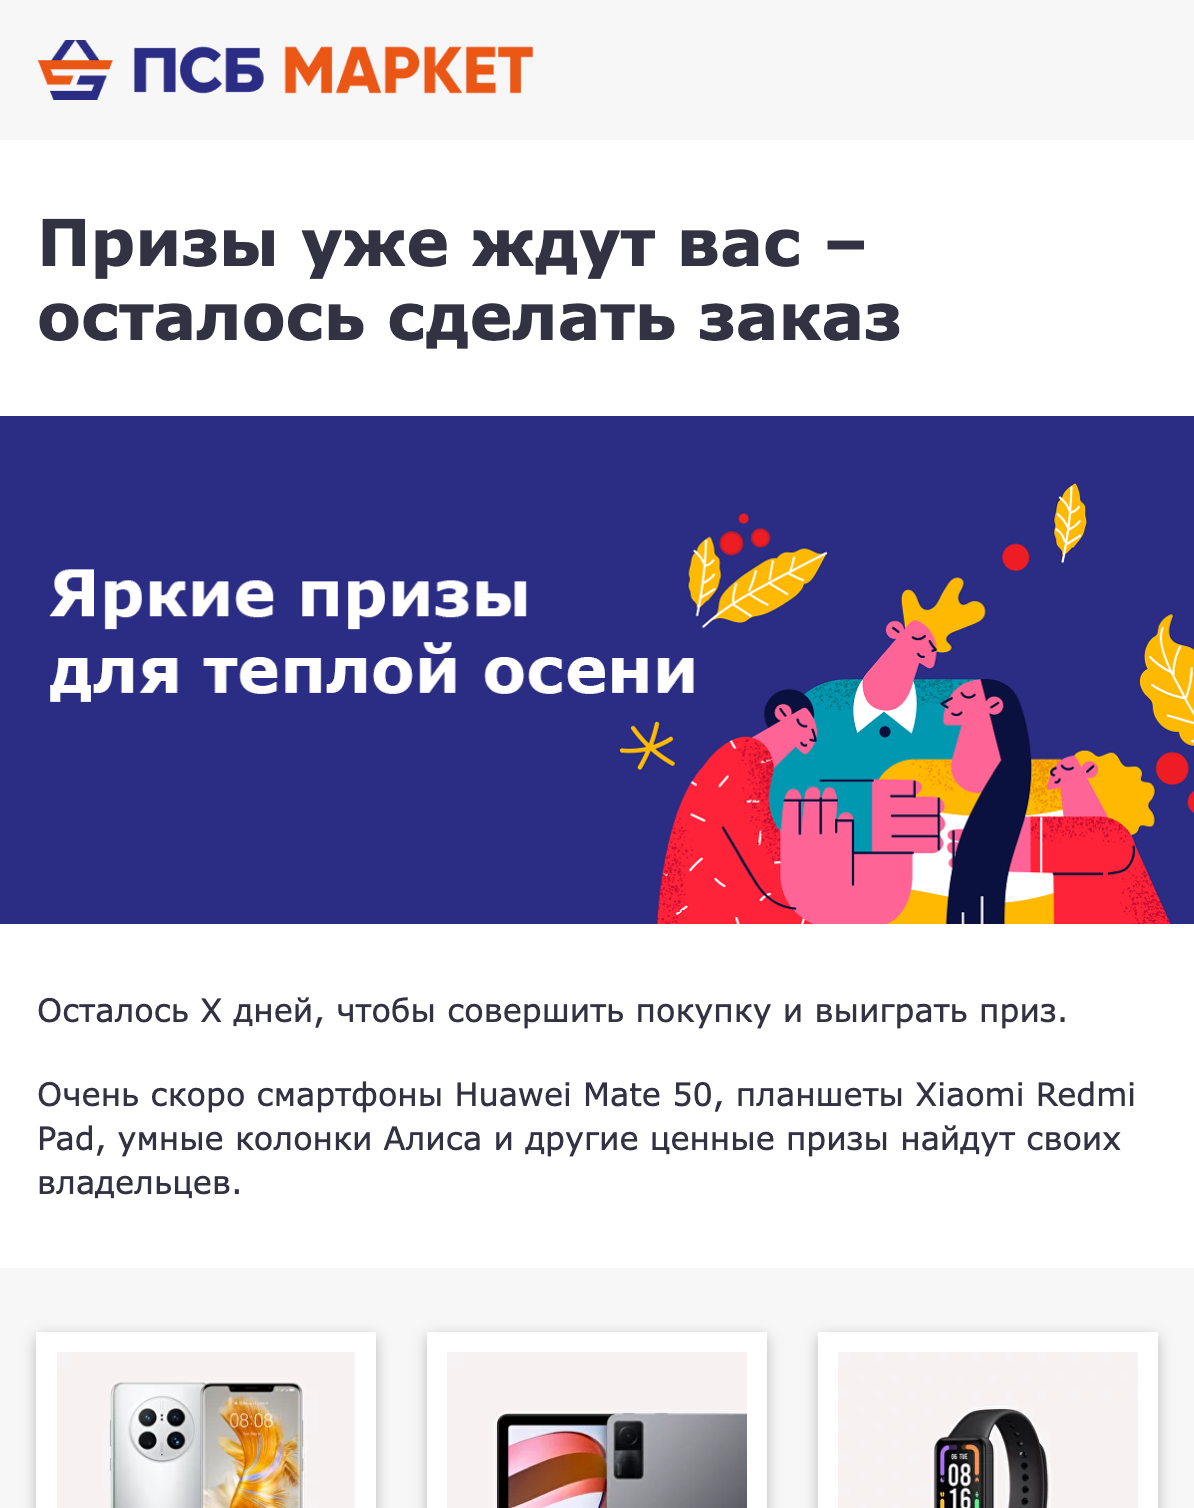 ПСБ МАРКЕТ
Призы уже ждут вас –
осталось сделать заказ
Яркие призы
для теплой осени
Осталось X дней, чтобы совершить покупку и выиграть приз.
Очень скоро смартфоны Huawei Mate 50, планшеты Xiaomi Redmi
Pad, умные колонки Алиса и другие ценные призы найдут своих
владельцев.
08:08
08
16